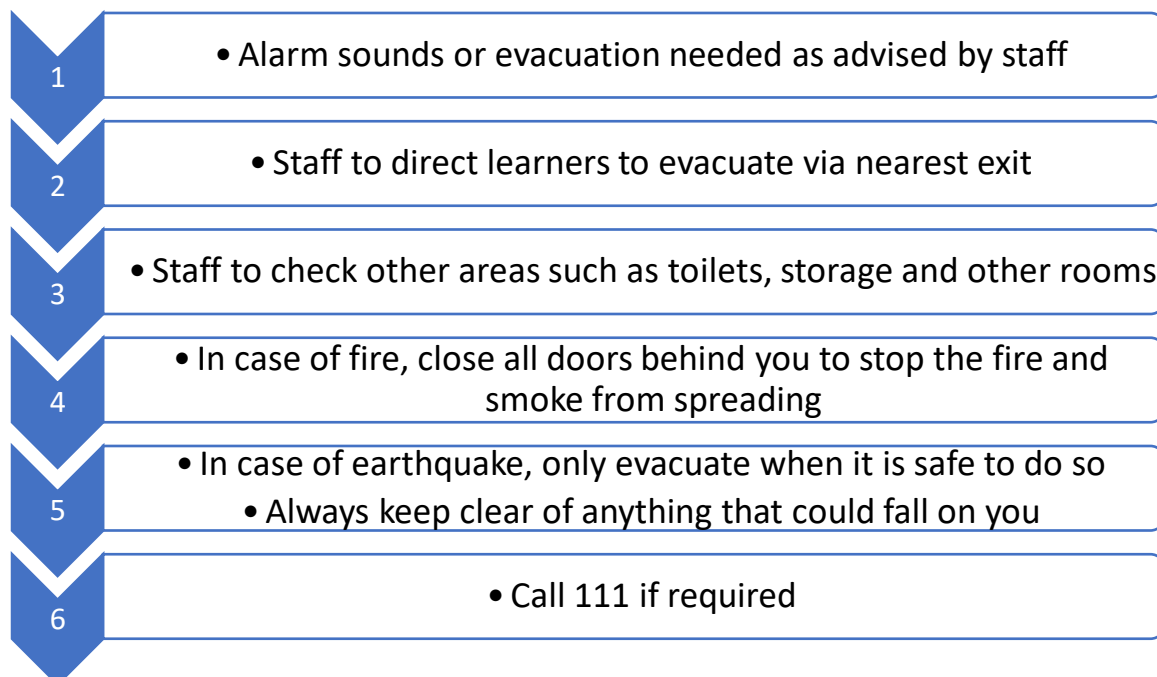 1
• Alarm sounds or evacuation needed as advised by staff
2
• Staff to direct learners to evacuate via nearest exit
3
• Staff to check other areas such as toilets, storage and other rooms
4
• In case of fire, close all doors behind you to stop the fire and
smoke from spreading
5
• In case of earthquake, only evacuate when it is safe to do so
• Always keep clear of anything that could fall on you
6
• Call 111 if required